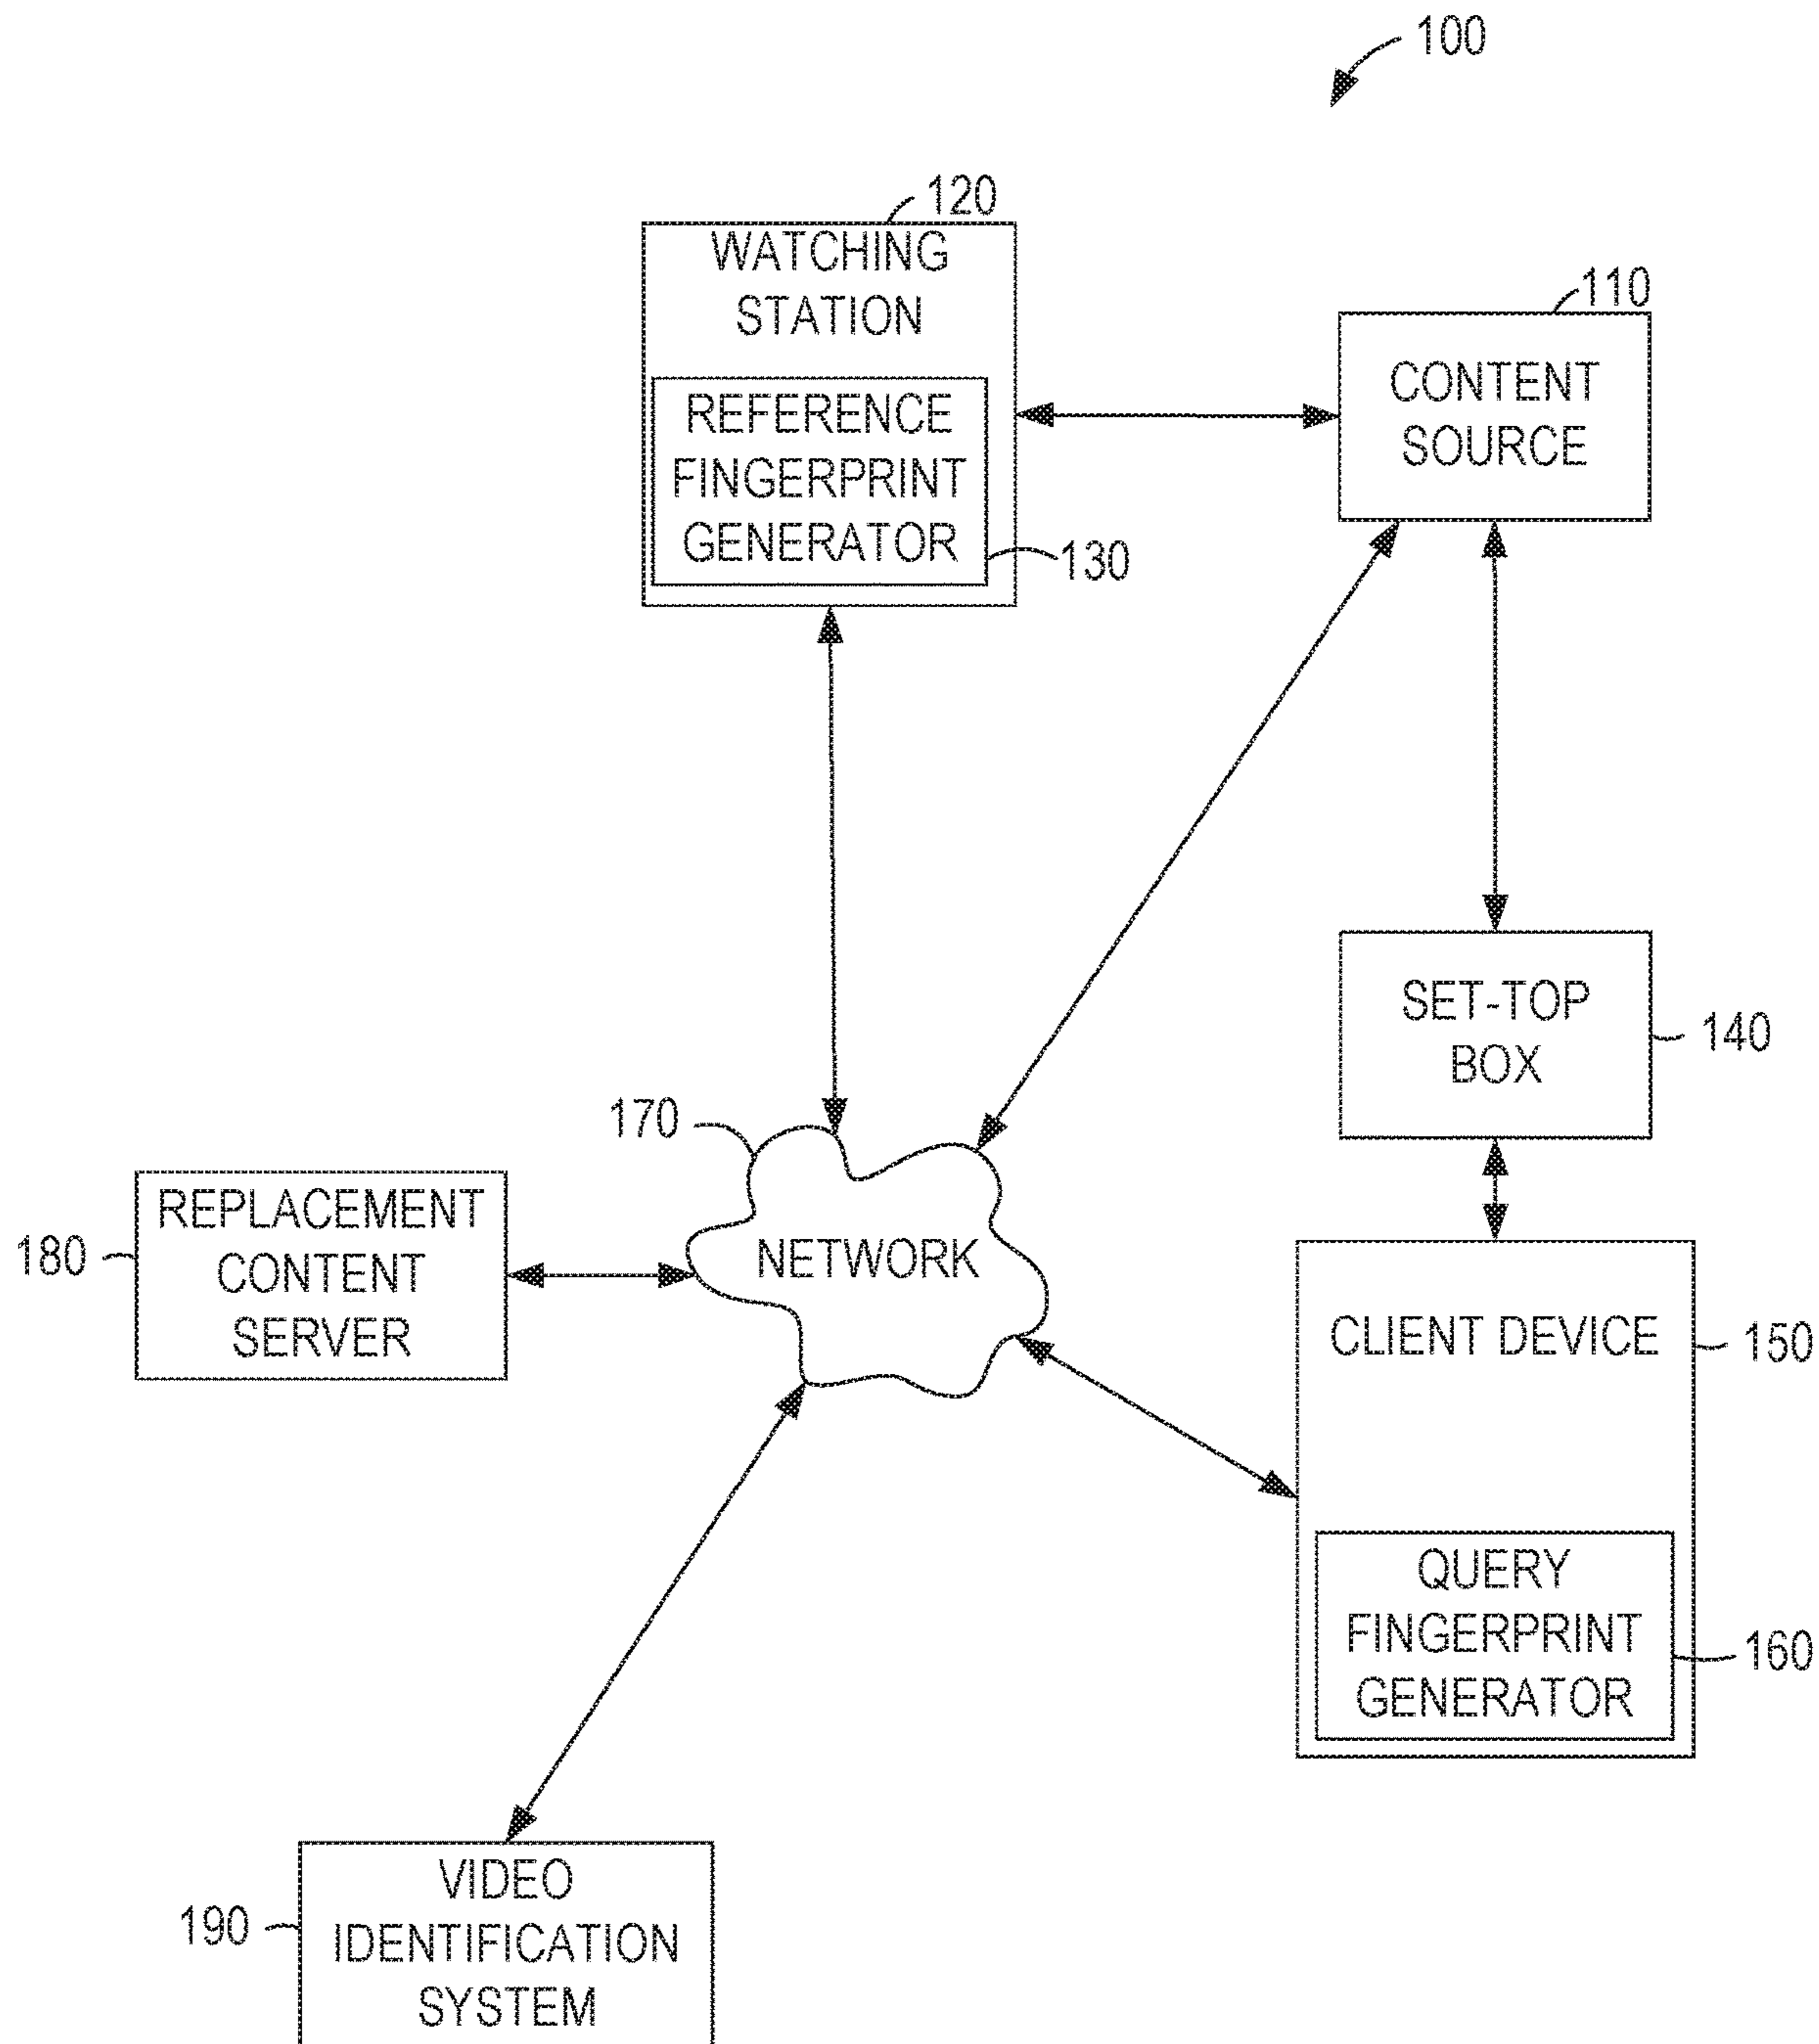 100
120
WATCHING
STATION
110
CONTENT
SOURCE
REFERENCE
FINGERPRINT
GENERATOR
130
SET-TOP
BOX
140
170
NETWORK
REPLACEMENT
CONTENT
SERVER
180
CLIENT DEVICE
150
QUERY
FINGERPRINT
GENERATOR
160
VIDEO
IDENTIFICATION
SYSTEM
190